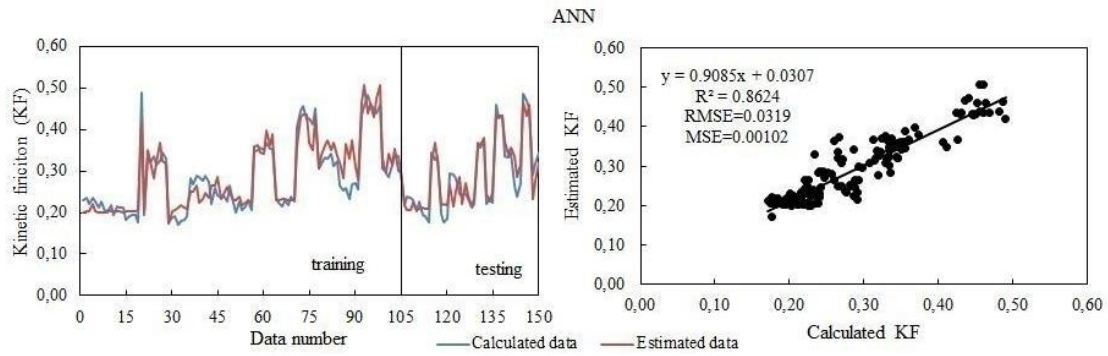 ANN
Kinetic friciton (KF)
0,60
0,50
0,40
0,30
0,20
0,10
0,00
training
testing
0 15 30 45 60 75 90 105 120 135 150
Data number
Calculated data
Estimated data
Estimated KF
0,60
0,50
0,40
0,30
0,20
0,10
0,00
y = 0.9085x + 0.0307
R² = 0.8624
RMSE=0.0319
MSE=0.00102
0,00 0,10 0,20 0,30 0,40 0,50 0,60
Calculated KF